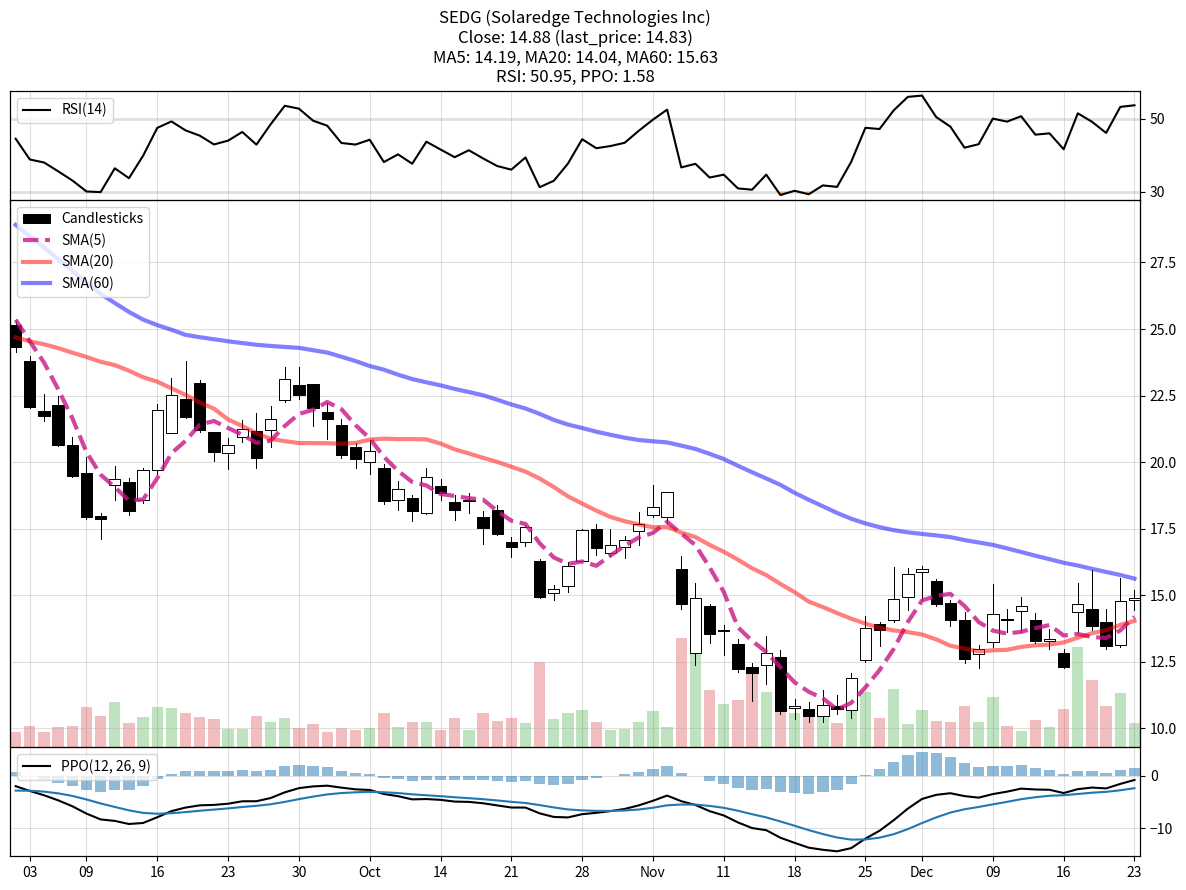 SEDG (Solaredge Technologies Inc)
Close: 14.88 (last_price: 14.83)
MA5: 14.19, MA20: 14.04, MA60: 15.63
RSI: 50.95, PPO: 1.58
RSI(14)
50
30
Candlesticks
SMA(5)
SMA(20)
SMA(60)
27.5
25.0
22.5
20.0
17.5
15.0
12.5
10.0
PPO(12, 26, 9)
0
−10
03 09 16 23 30 Oct 14 21 28 Nov 11 18 25 Dec 09 16 23